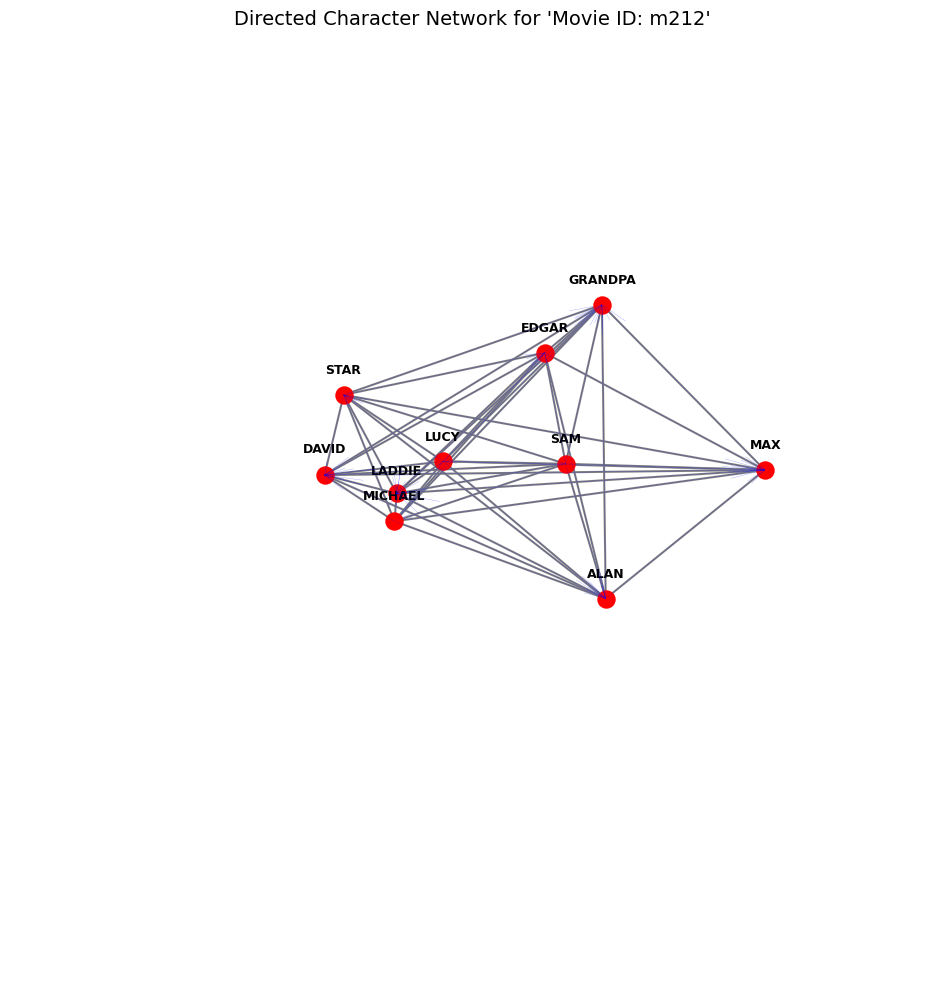 Directed Character Network for 'Movie ID: m212'
GRANDPA
EDGAR
STAR
LUCY
SAM
MAX
DAVID
LADDIE
MICHAEL
ALAN